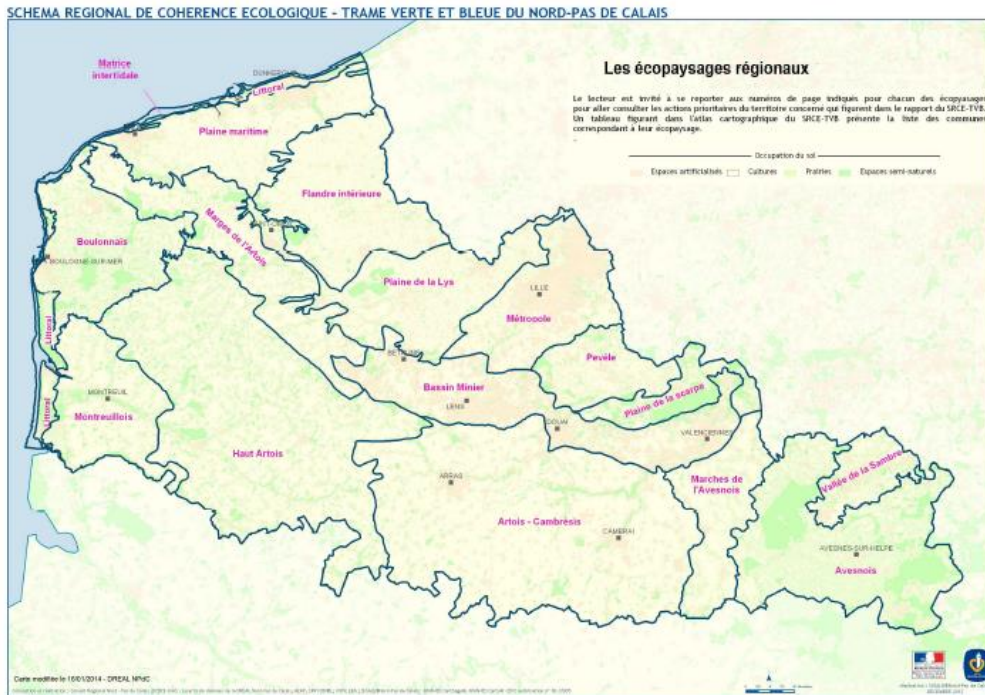 SCHEMA REGIONAL DE COHERENCE ECOLOGIQUE - TRAME VERTE ET BLEUE DU NORD-PAS DE CALAIS
Les écopaysages régionaux
Le lecteur est invité à se reporter aux numéros de page indiqués pour chacun des écopaysages
pour aller consulter les actions prioritaires du territoire concerné qui figurent dans le rapport du SRCE-TVB.
Un tableau figurant dans l'atlas cartographique du SRCE-TVB présente la liste des communes
correspondant à leur écopaysage.
Occupation du sol
Espaces artificialisés
Cultures
Prairies
Espaces semi-naturels
Matrice
intertidale
Littoral
Plaine maritime
Flandre intérieure
Marges de l'Artois
Boulonnais
BOULOGNE-SUR-MER
Plaine de la Lys
LILLE
Métropole
Littoral
Pevèle
Bassin Minier
LENS
Plaine de la scarpe
MONTREUIL
Montreuillois
Littoral
DOUAI
VALENCIENNES
Haut Artois
ARRAS
Marches de
l'Avesnois
Vallée de la Sambre
Artois - Cambrésis
CAMBRAI
AVESNES-SUR-HELPE
Avesnois
Carte modifiée le 16/01/2014 - DREAL NPdC